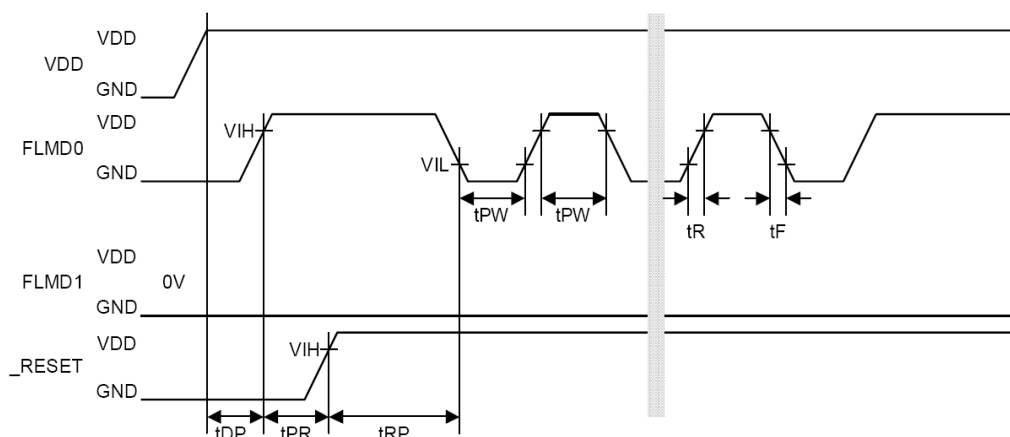 VDD
VDD
GND
VDD
FLMD0
GND
VIH
VIL
tPW
tPW
tR
tF
VDD
FLMD1
0V
GND
VDD
_RESET
GND
VIH
tDP
tPR
tRP